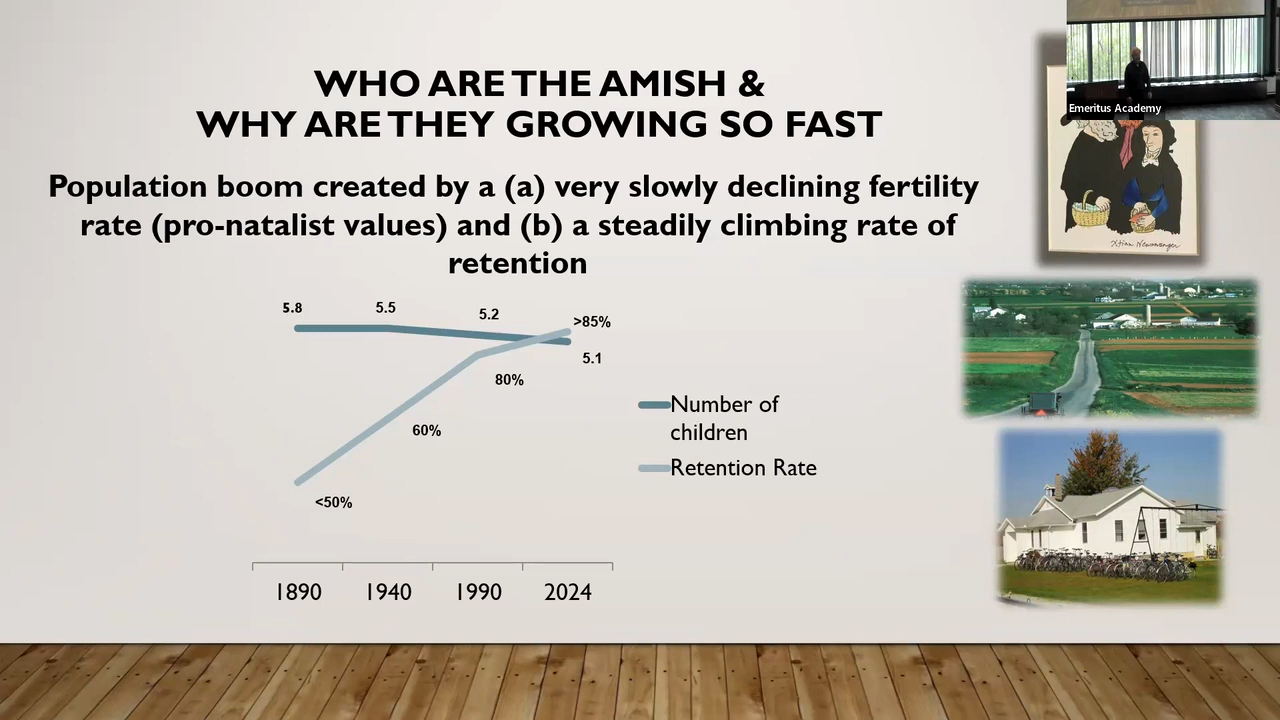 WHO ARE THE AMISH &
WHY ARE THEY GROWING SO FAST
Emeritus Academy
Population boom created by a (a) very slowly declining fertility
rate (pro-natalist values) and (b) a steadily climbing rate of
retention
5.8
5.5
5.2
>85%
5.1
80%
60%
<50%
Number of
children
Retention Rate
1890
1940
1990
2024
Xtian Newswanger